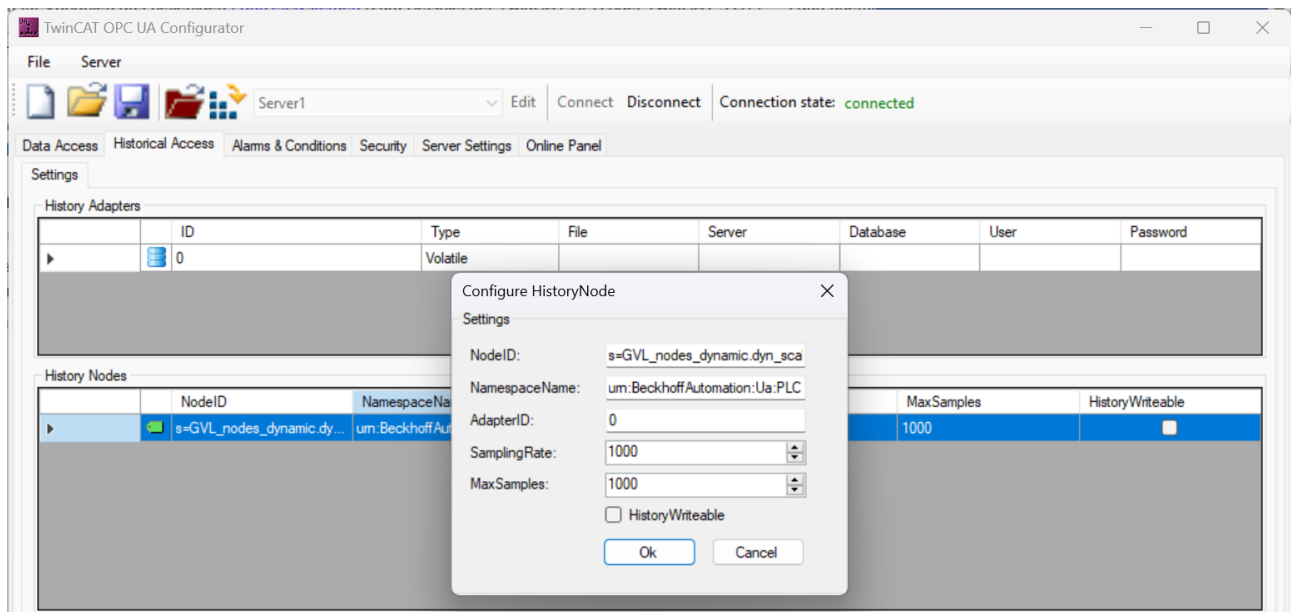 TwinCAT OPC UA Configurator
File Server
Server1 Edit Connect Disconnect Connection state: connected
Data Access Historical Access Alarms & Conditions Security Server Settings Online Panel
Settings
History Adapters
ID Type File Server Database User Password
0 Volatile
Configure HistoryNode
Settings
NodeID: s=GVL_nodes_dynamic.dyn_sca
NamespaceName: urn:BeckhoffAutomation:Ua:PLC
AdapterID: 0
SamplingRate: 1000
MaxSamples: 1000
HistoryWriteable
Ok Cancel
History Nodes
NodeID NamespaceNa MaxSamples HistoryWriteable
s=GVL_nodes_dynamic.dy... urn:BeckhoffAu 1000